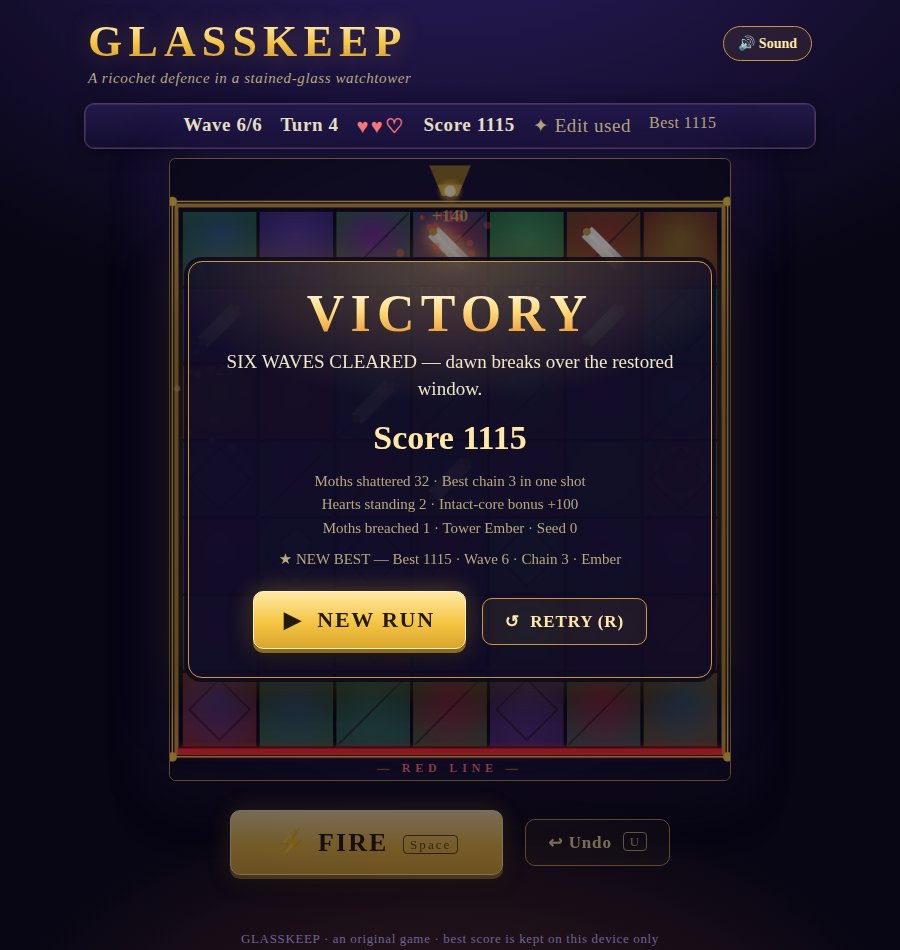 GLASSKEEP
A ricochet defence in a stained-glass watchtower
🔊 Sound
Wave 6/6 Turn 4 ♥♥♡ Score 1115 ✦ Edit used Best 1115
+140
VICTORY
SIX WAVES CLEARED — dawn breaks over the restored
window.
Score 1115
Moths shattered 32 · Best chain 3 in one shot
Hearts standing 2 · Intact-core bonus +100
Moths breached 1 · Tower Ember · Seed 0
★ NEW BEST — Best 1115 · Wave 6 · Chain 3 · Ember
▶ NEW RUN
↺ RETRY (R)
— RED LINE —
⚡ FIRE Space
↩ Undo U
GLASSKEEP · an original game · best score is kept on this device only